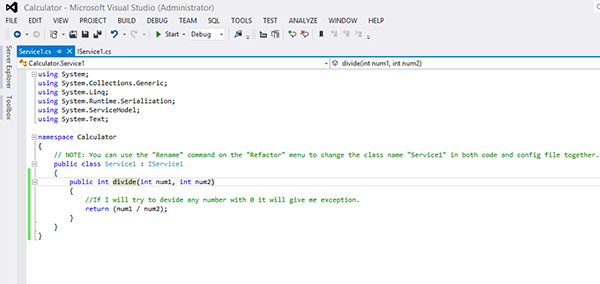 Calculator - Microsoft Visual Studio (Administrator)
FILE EDIT VIEW PROJECT BUILD DEBUG TEAM SQL TOOLS TEST ANALYZE WINDOW HELP
Start Debug
Service1.cs IService1.cs
Calculator.Service1 divide(int num1, int num2)
Server Explorer
Toolbox
using System;
using System.Collections.Generic;
using System.Linq;
using System.Runtime.Serialization;
using System.ServiceModel;
using System.Text;
namespace Calculator
{
// NOTE: You can use the "Rename" command on the "Refactor" menu to change the class name "Service1" in both code and config file together.
public class Service1 : IService1
{
public int divide(int num1, int num2)
{
//If I will try to devide any number with 0 it will give me exception.
return (num1 / num2);
}
}
}